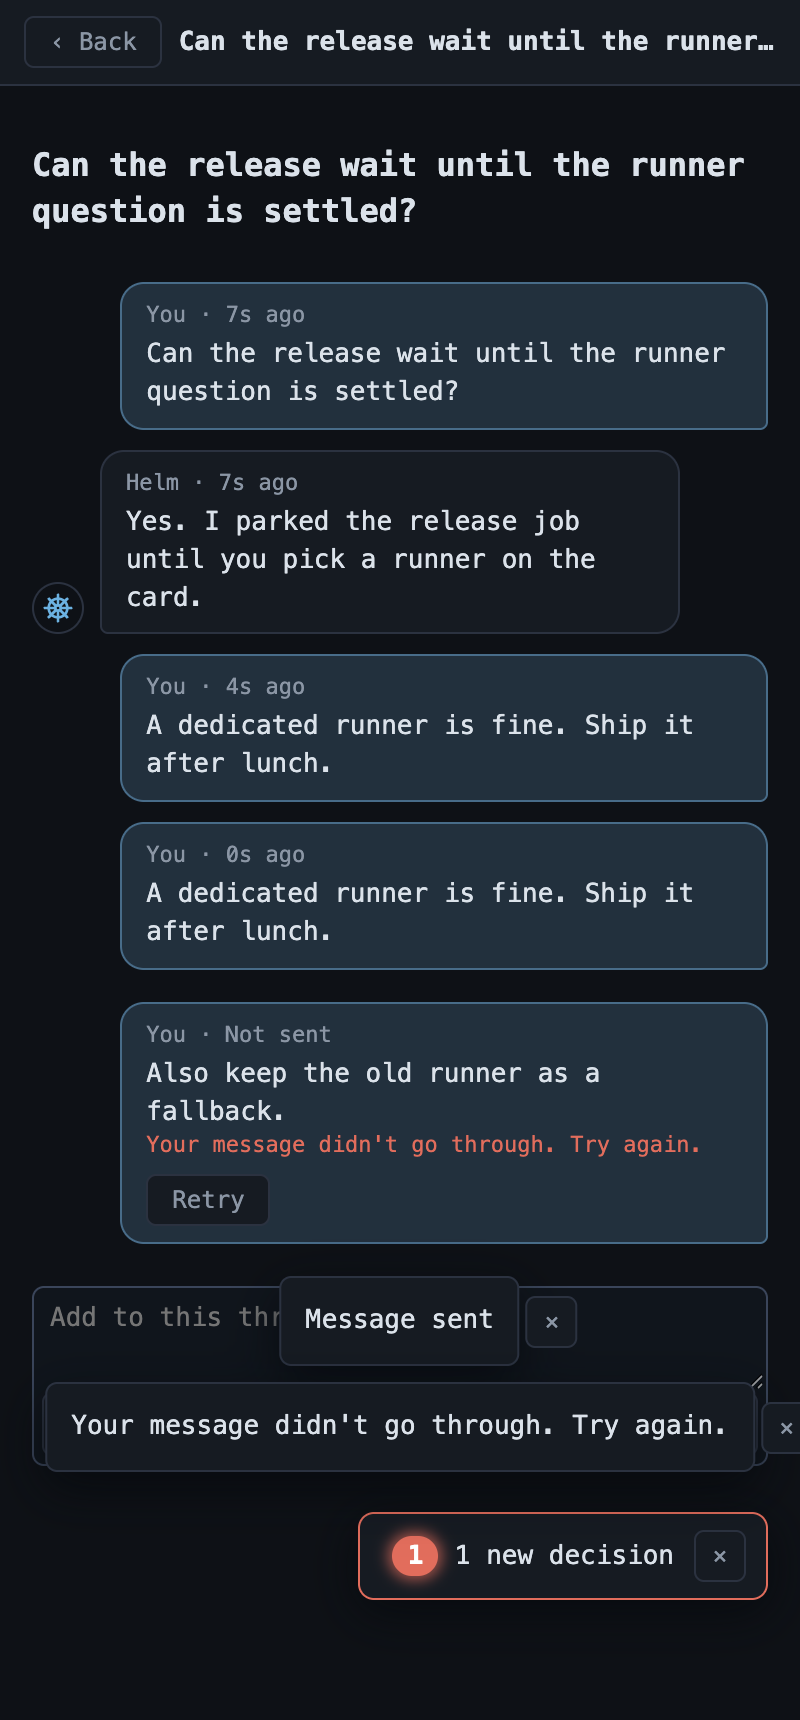 ‹ Back
Can the release wait until the runner…
Can the release wait until the runner
question is settled?
You · 7s ago
Can the release wait until the runner
question is settled?
Helm · 7s ago
Yes. I parked the release job
until you pick a runner on the
card.
You · 4s ago
A dedicated runner is fine. Ship it
after lunch.
You · 0s ago
A dedicated runner is fine. Ship it
after lunch.
You · Not sent
Also keep the old runner as a
fallback.
Your message didn't go through. Try again.
Retry
Add to this thr
Message sent
×
Your message didn't go through. Try again.
×
1
1 new decision
×